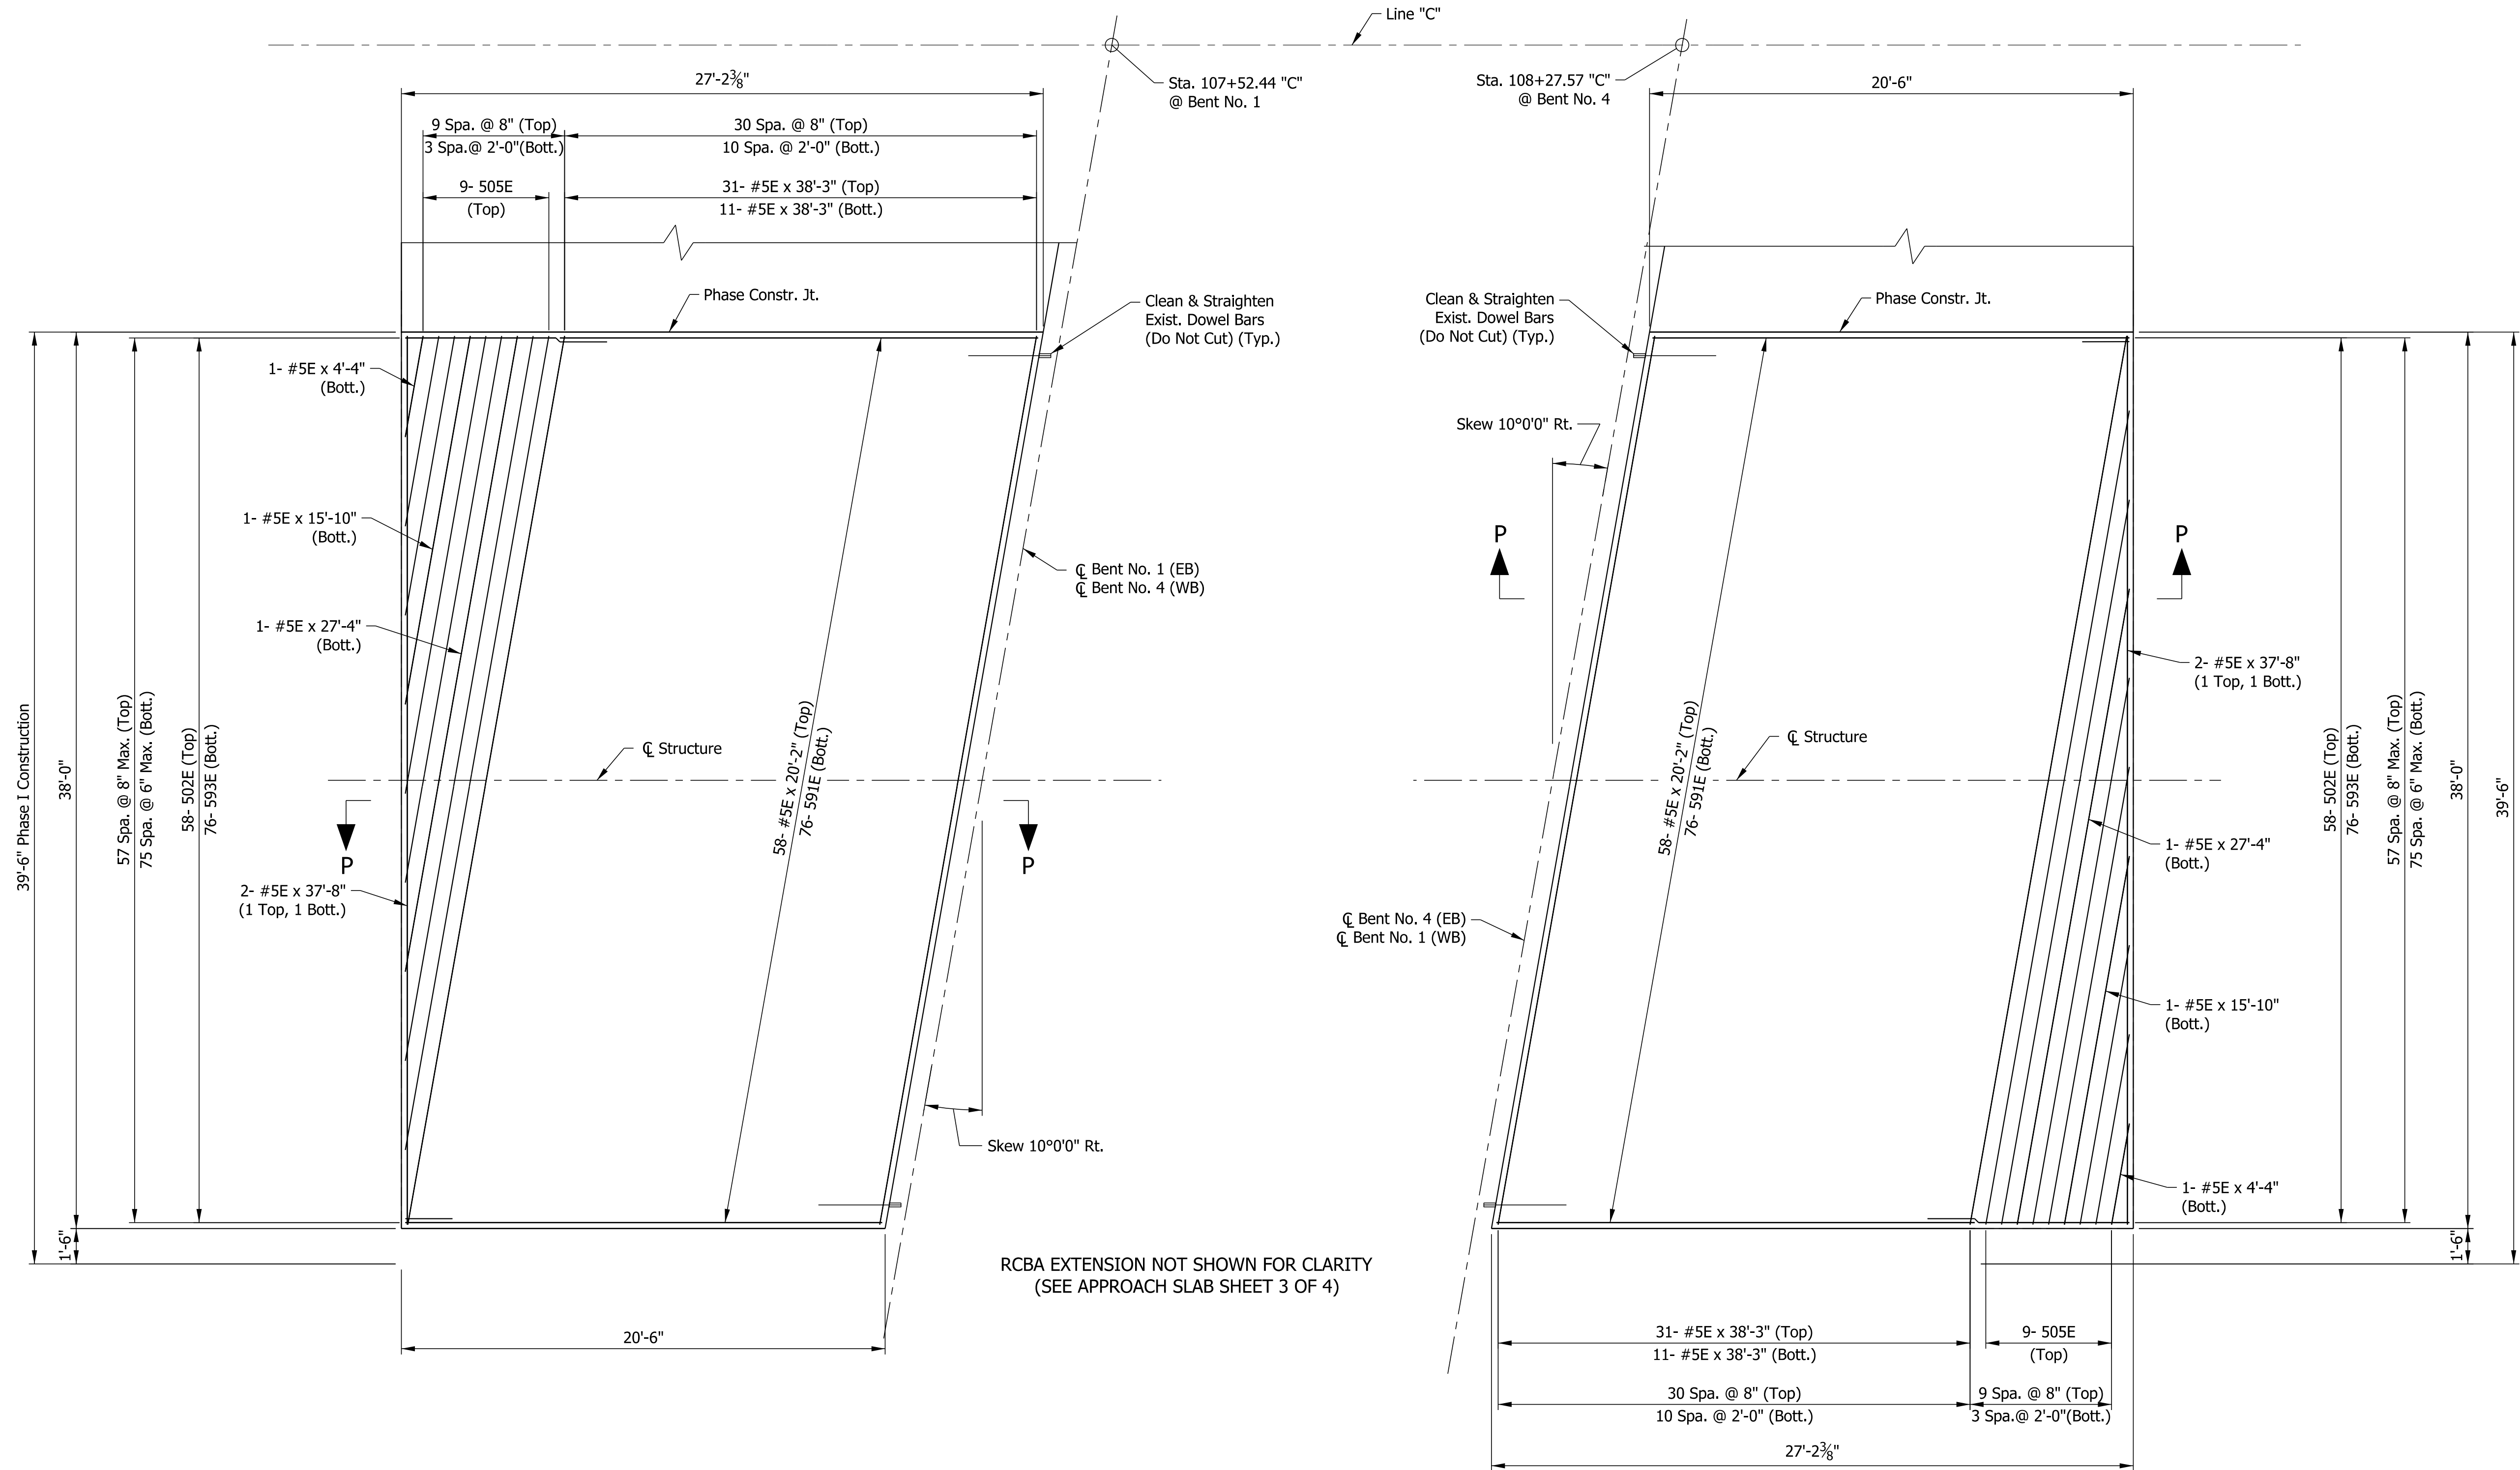 Line "C"
27'-2⅜"
Sta. 107+52.44 "C"
@ Bent No. 1
Sta. 108+27.57 "C"
@ Bent No. 4
20'-6"
9 Spa. @ 8" (Top)
3 Spa.@ 2'-0"(Bott.)
30 Spa. @ 8" (Top)
10 Spa. @ 2'-0" (Bott.)
9- 505E
(Top)
31- #5E x 38'-3" (Top)
11- #5E x 38'-3" (Bott.)
Phase Constr. Jt.
Clean & Straighten
Exist. Dowel Bars
(Do Not Cut) (Typ.)
Clean & Straighten
Exist. Dowel Bars
(Do Not Cut) (Typ.)
Phase Constr. Jt.
1- #5E x 4'-4"
(Bott.)
1- #5E x 15'-10"
(Bott.)
1- #5E x 27'-4"
(Bott.)
2- #5E x 37'-8"
(1 Top, 1 Bott.)
39'-6" Phase I Construction
38'-0"
1'-6"
57 Spa. @ 8" Max. (Top)
75 Spa. @ 6" Max. (Bott.)
58- 502E (Top)
76- 593E (Bott.)
58- #5E x 20'-2" (Top)
76- 591E (Bott.)
℄ Structure
℄ Bent No. 1 (EB)
℄ Bent No. 4 (WB)
P
P
Skew 10°0'0" Rt.
20'-6"
RCBA EXTENSION NOT SHOWN FOR CLARITY
(SEE APPROACH SLAB SHEET 3 OF 4)
Skew 10°0'0" Rt.
P
P
58- #5E x 20'-2" (Top)
76- 591E (Bott.)
℄ Structure
℄ Bent No. 4 (EB)
℄ Bent No. 1 (WB)
2- #5E x 37'-8"
(1 Top, 1 Bott.)
1- #5E x 27'-4"
(Bott.)
1- #5E x 15'-10"
(Bott.)
1- #5E x 4'-4"
(Bott.)
58- 502E (Top)
76- 593E (Bott.)
57 Spa. @ 8" Max. (Top)
75 Spa. @ 6" Max. (Bott.)
38'-0"
39'-6"
1'-6"
31- #5E x 38'-3" (Top)
11- #5E x 38'-3" (Bott.)
9- 505E
(Top)
30 Spa. @ 8" (Top)
10 Spa. @ 2'-0" (Bott.)
9 Spa. @ 8" (Top)
3 Spa.@ 2'-0"(Bott.)
27'-2⅜"